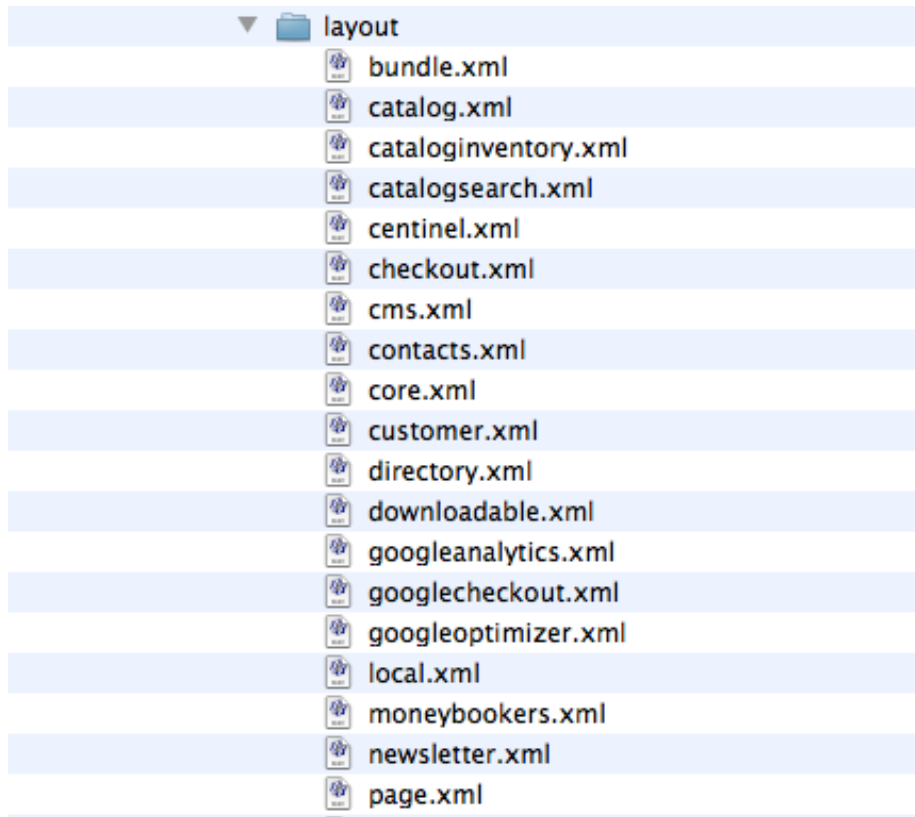 layout
bundle.xml
catalog.xml
cataloginventory.xml
catalogsearch.xml
centinel.xml
checkout.xml
cms.xml
contacts.xml
core.xml
customer.xml
directory.xml
downloadable.xml
googleanalytics.xml
googlecheckout.xml
googleoptimizer.xml
local.xml
moneybookers.xml
newsletter.xml
page.xml